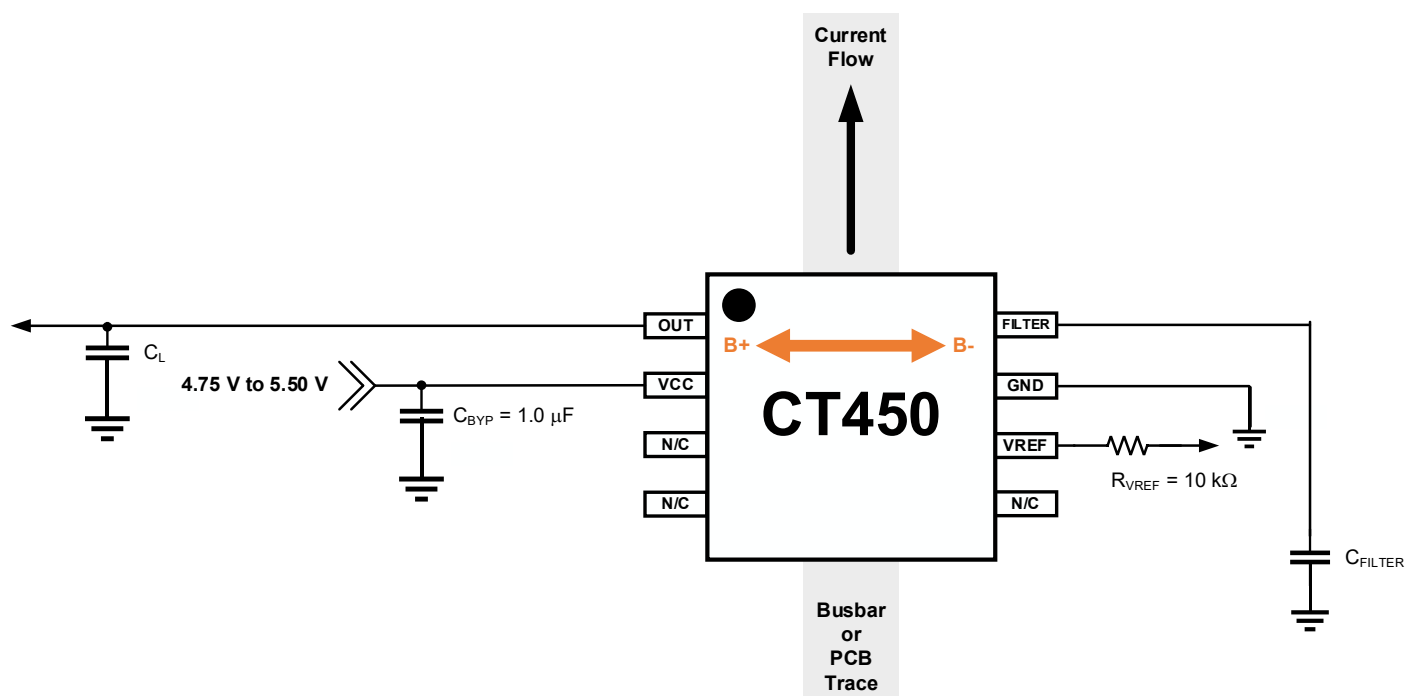 Current
Flow
OUT
FILTER
B+
B-
C_L
4.75 V to 5.50 V
VCC
GND
C_BYP = 1.0 μF
CT450
N/C
VREF
R_VREF = 10 kΩ
N/C
N/C
C_FILTER
Busbar
or
PCB
Trace